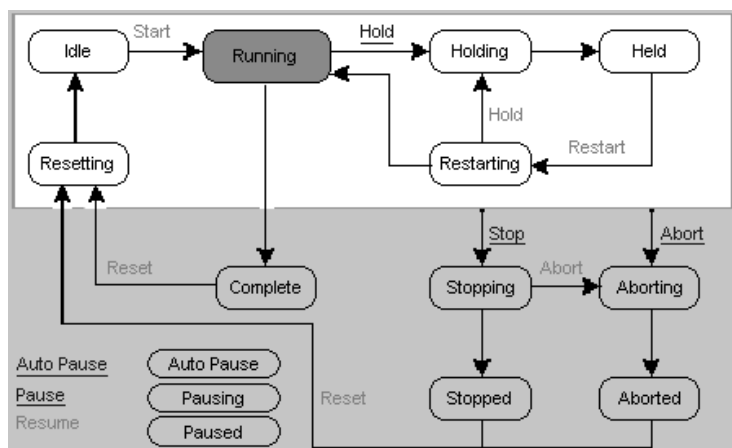 Start
Idle
Running
Hold
Holding
Held
Hold
Resetting
Restarting
Restart
Stop
Abort
Reset
Complete
Stopping
Abort
Aborting
Auto Pause
Auto Pause
Pause
Pausing
Reset
Stopped
Aborted
Resume
Paused